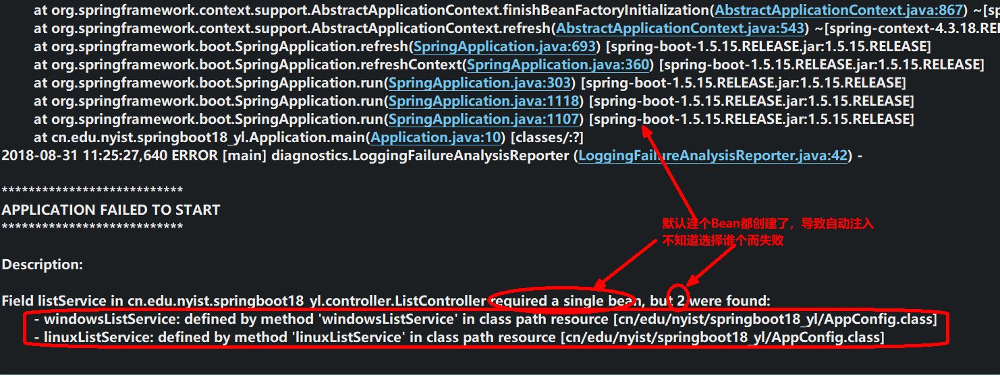 at org.springframework.context.support.AbstractApplicationContext.finishBeanFactoryInitialization(AbstractApplicationContext.java:867) ~[sp
at org.springframework.context.support.AbstractApplicationContext.refresh(AbstractApplicationContext.java:543) ~[spring-context-4.3.18.REL
at org.springframework.boot.SpringApplication.refresh(SpringApplication.java:693) [spring-boot-1.5.15.RELEASE.jar:1.5.15.RELEASE]
at org.springframework.boot.SpringApplication.refreshContext(SpringApplication.java:360) [spring-boot-1.5.15.RELEASE.jar:1.5.15.RELEASE]
at org.springframework.boot.SpringApplication.run(SpringApplication.java:303) [spring-boot-1.5.15.RELEASE.jar:1.5.15.RELEASE]
at org.springframework.boot.SpringApplication.run(SpringApplication.java:1118) [spring-boot-1.5.15.RELEASE.jar:1.5.15.RELEASE]
at org.springframework.boot.SpringApplication.run(SpringApplication.java:1107) [spring-boot-1.5.15.RELEASE.jar:1.5.15.RELEASE]
at cn.edu.nyist.springboot18_yl.Application.main(Application.java:10) [classes/:?]
2018-08-31 11:25:27,640 ERROR [main] diagnostics.LoggingFailureAnalysisReporter (LoggingFailureAnalysisReporter.java:42) -
***************************
APPLICATION FAILED TO START
***************************
默认连个Bean都创建了，导致自动注入
不知道选择谁个而失败
Description:
Field listService in cn.edu.nyist.springboot18_yl.controller.ListController required a single bean, but 2 were found:
- windowsListService: defined by method 'windowsListService' in class path resource [cn/edu/nyist/springboot18_yl/AppConfig.class]
- linuxListService: defined by method 'linuxListService' in class path resource [cn/edu/nyist/springboot18_yl/AppConfig.class]